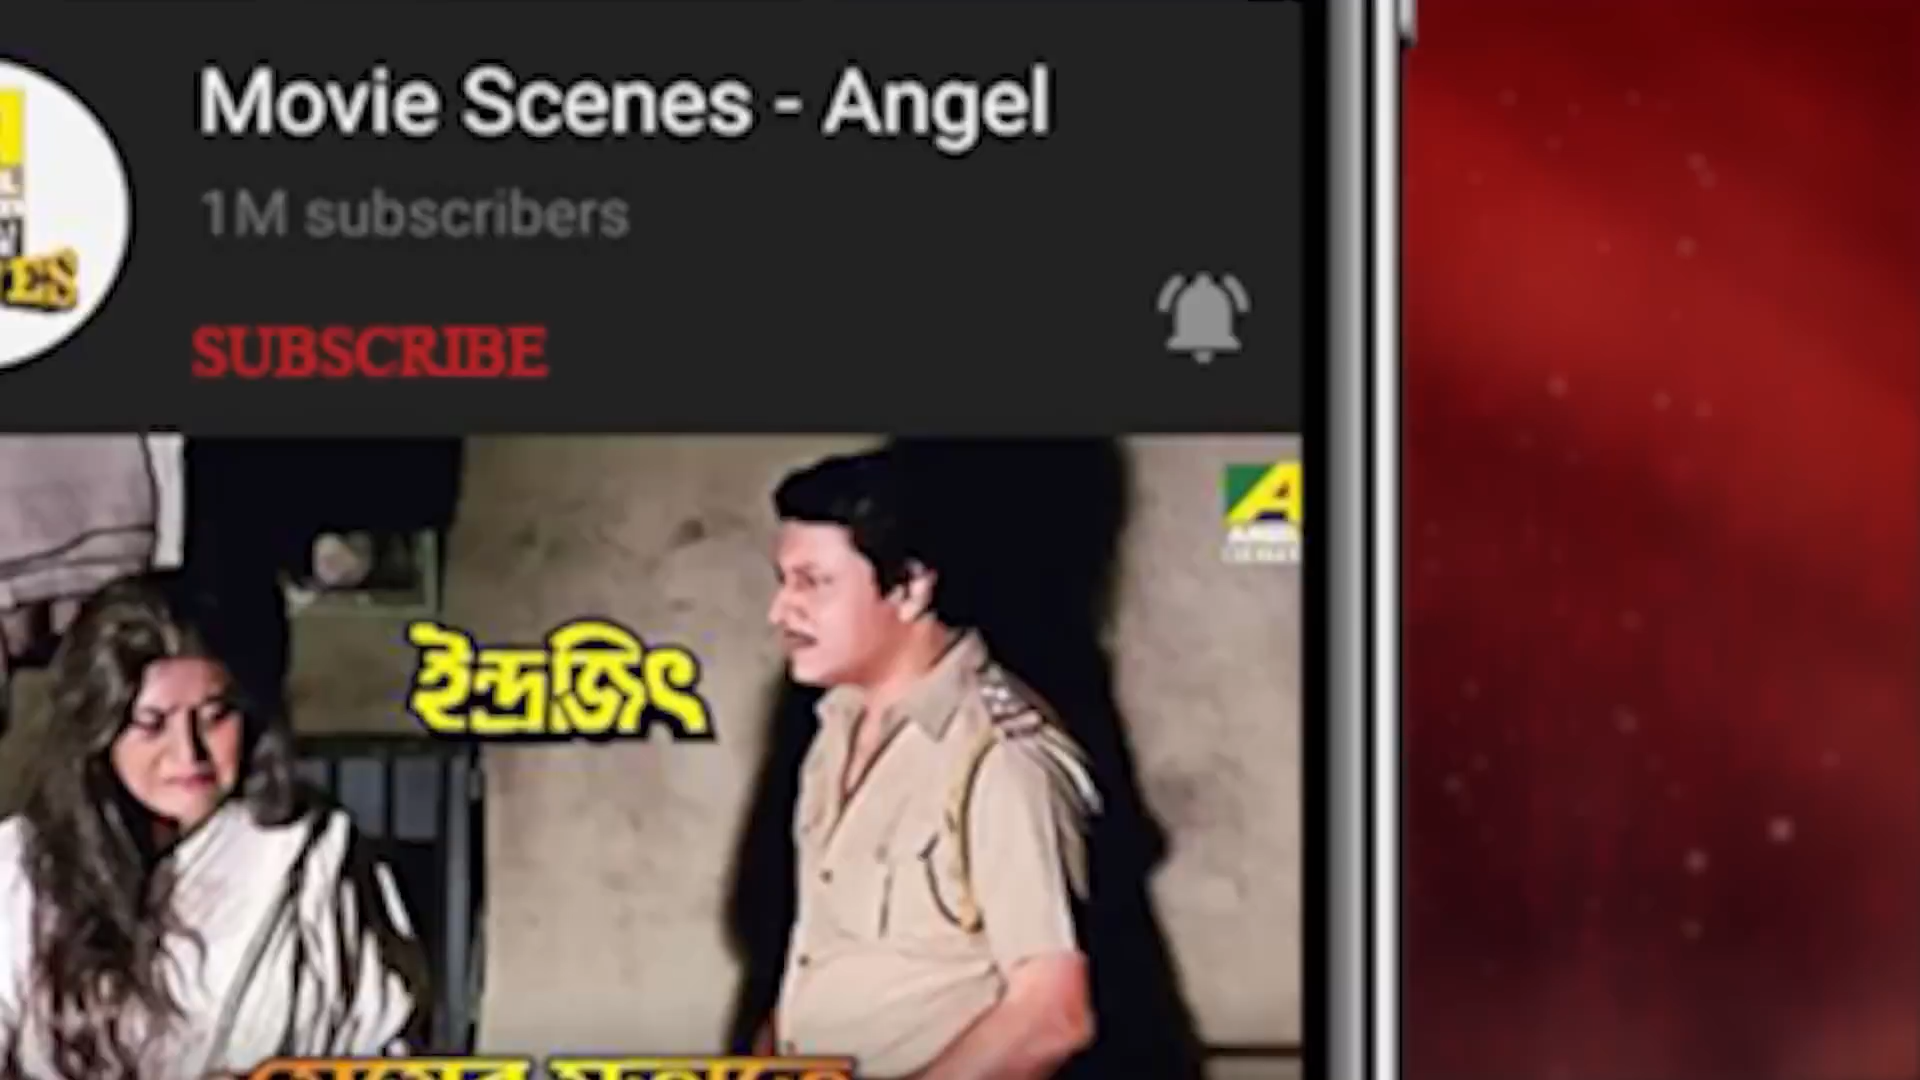 Movie Scenes - Angel
1M subscribers
SUBSCRIBE
ইন্দ্রজিৎ